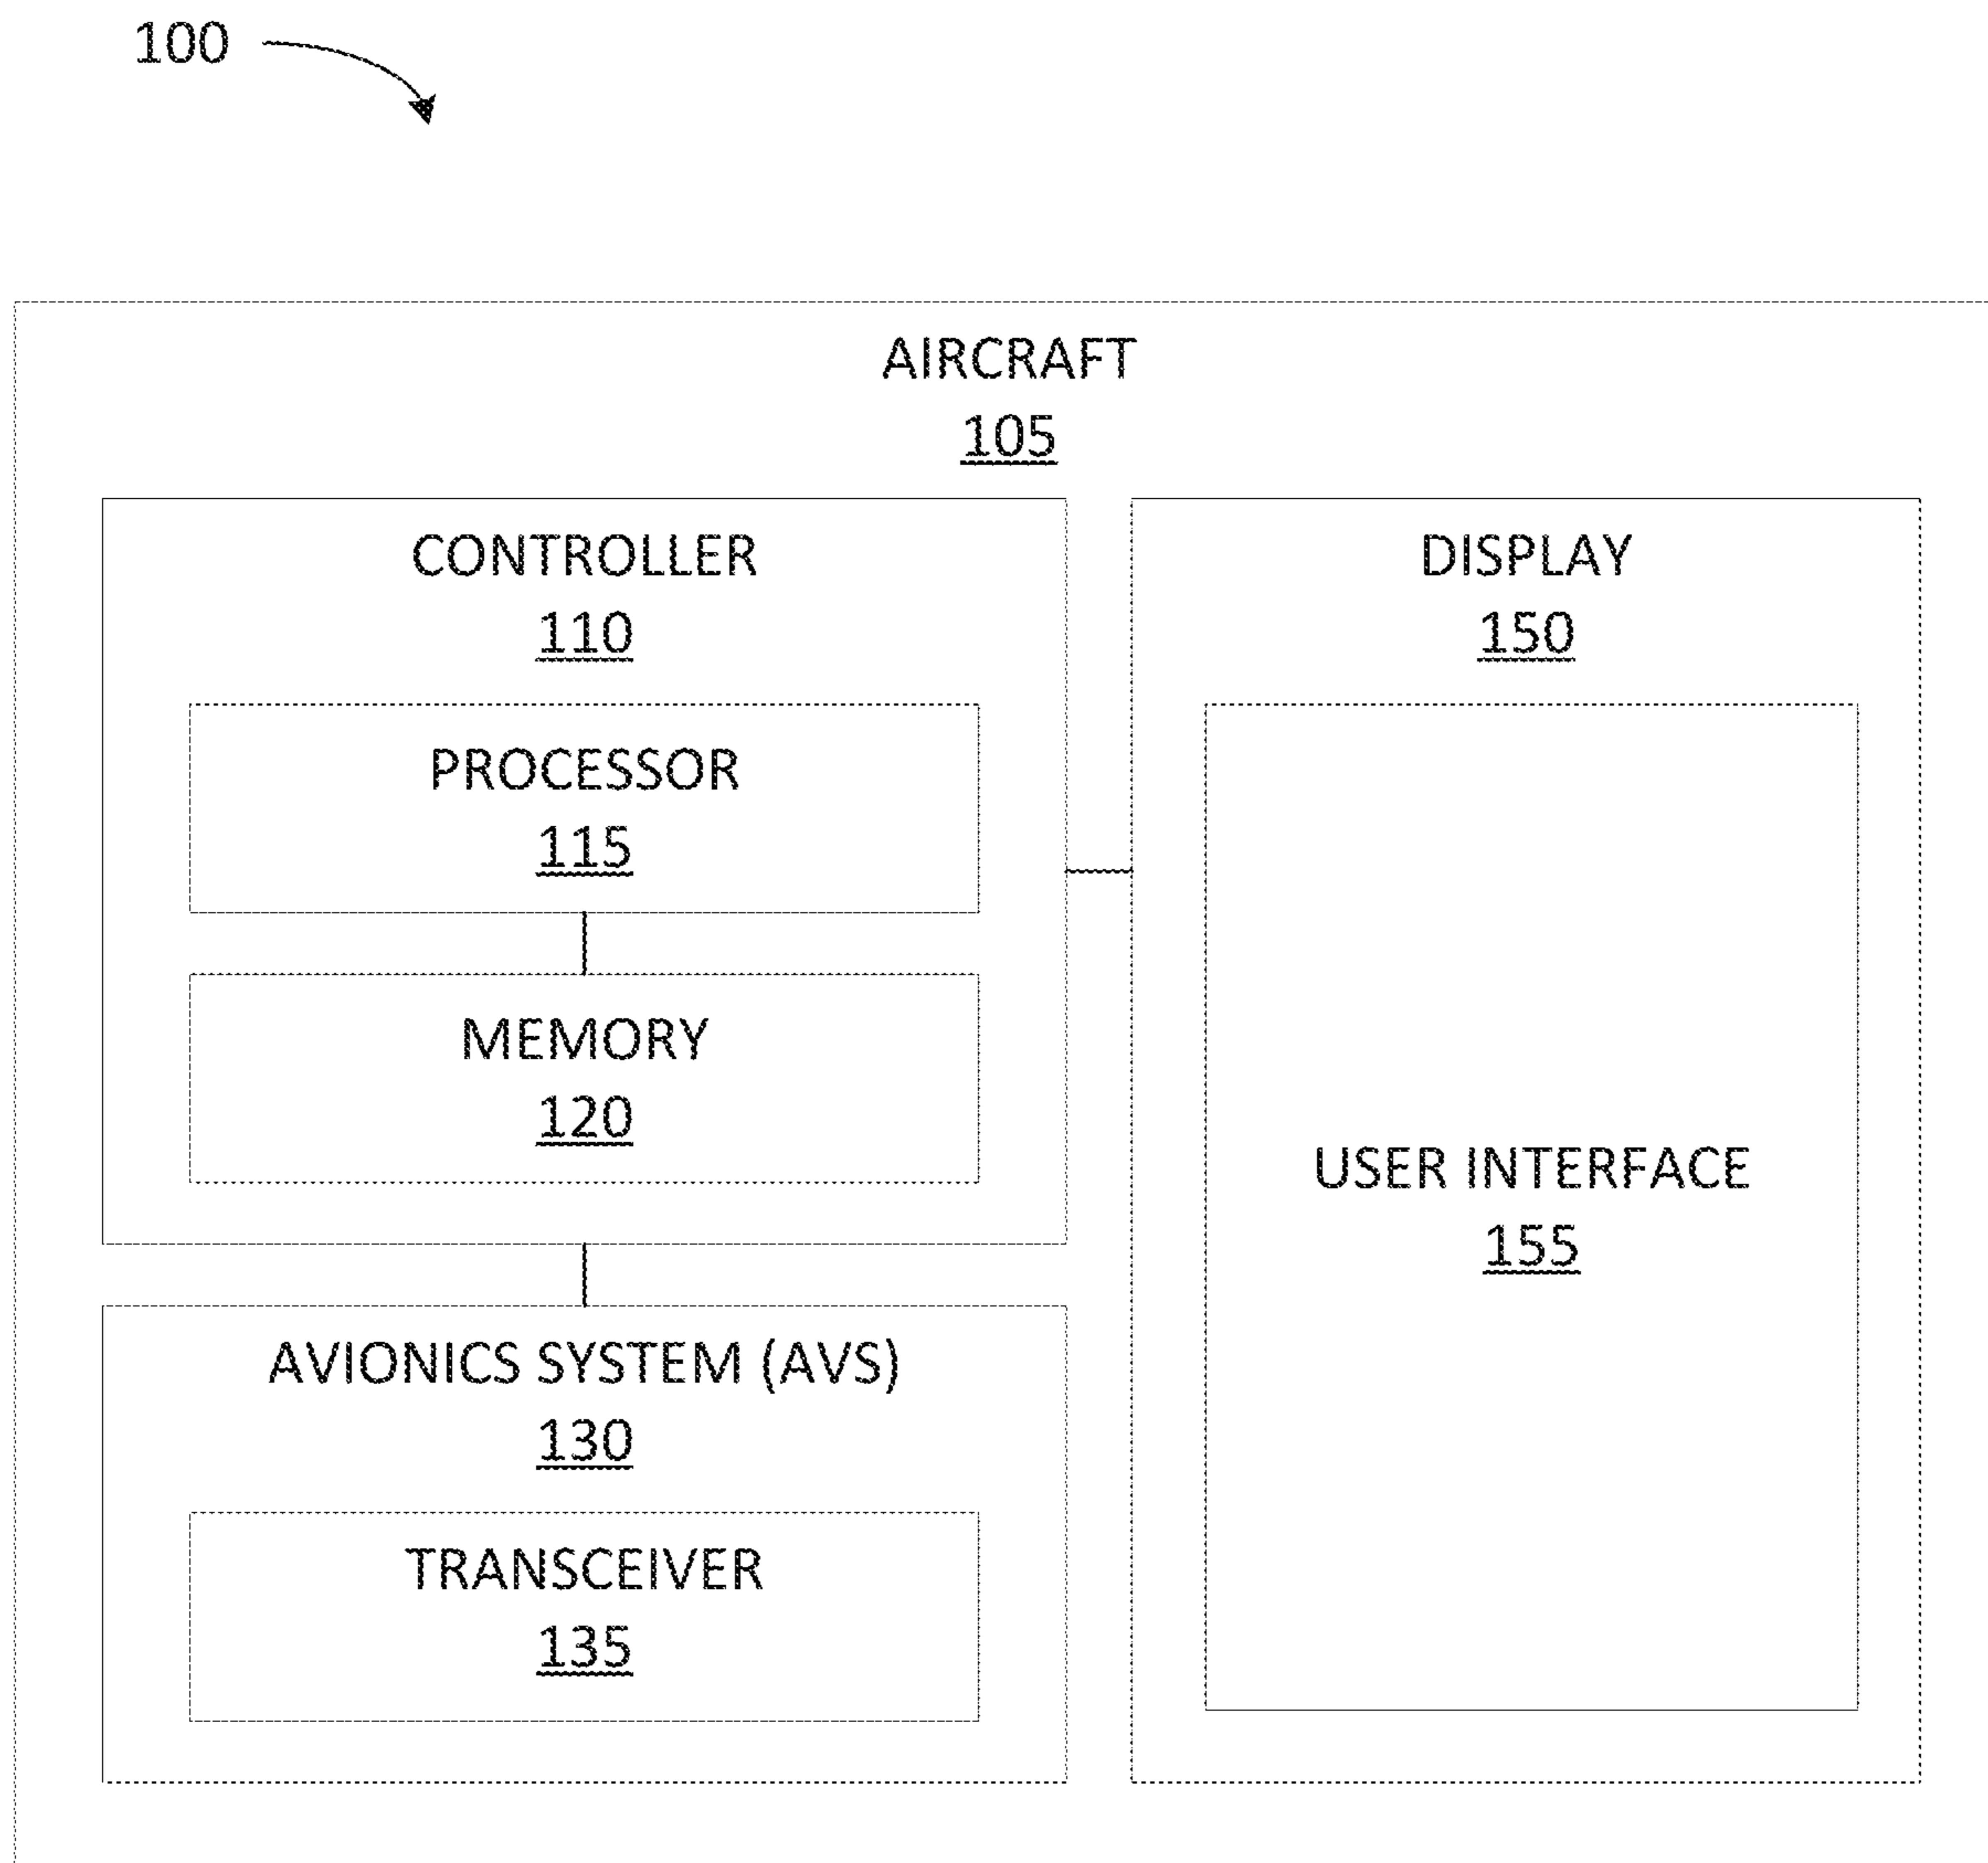 100
AIRCRAFT
105
CONTROLLER
110
PROCESSOR
115
MEMORY
120
AVIONICS SYSTEM (AVS)
130
TRANSCEIVER
135
DISPLAY
150
USER INTERFACE
155